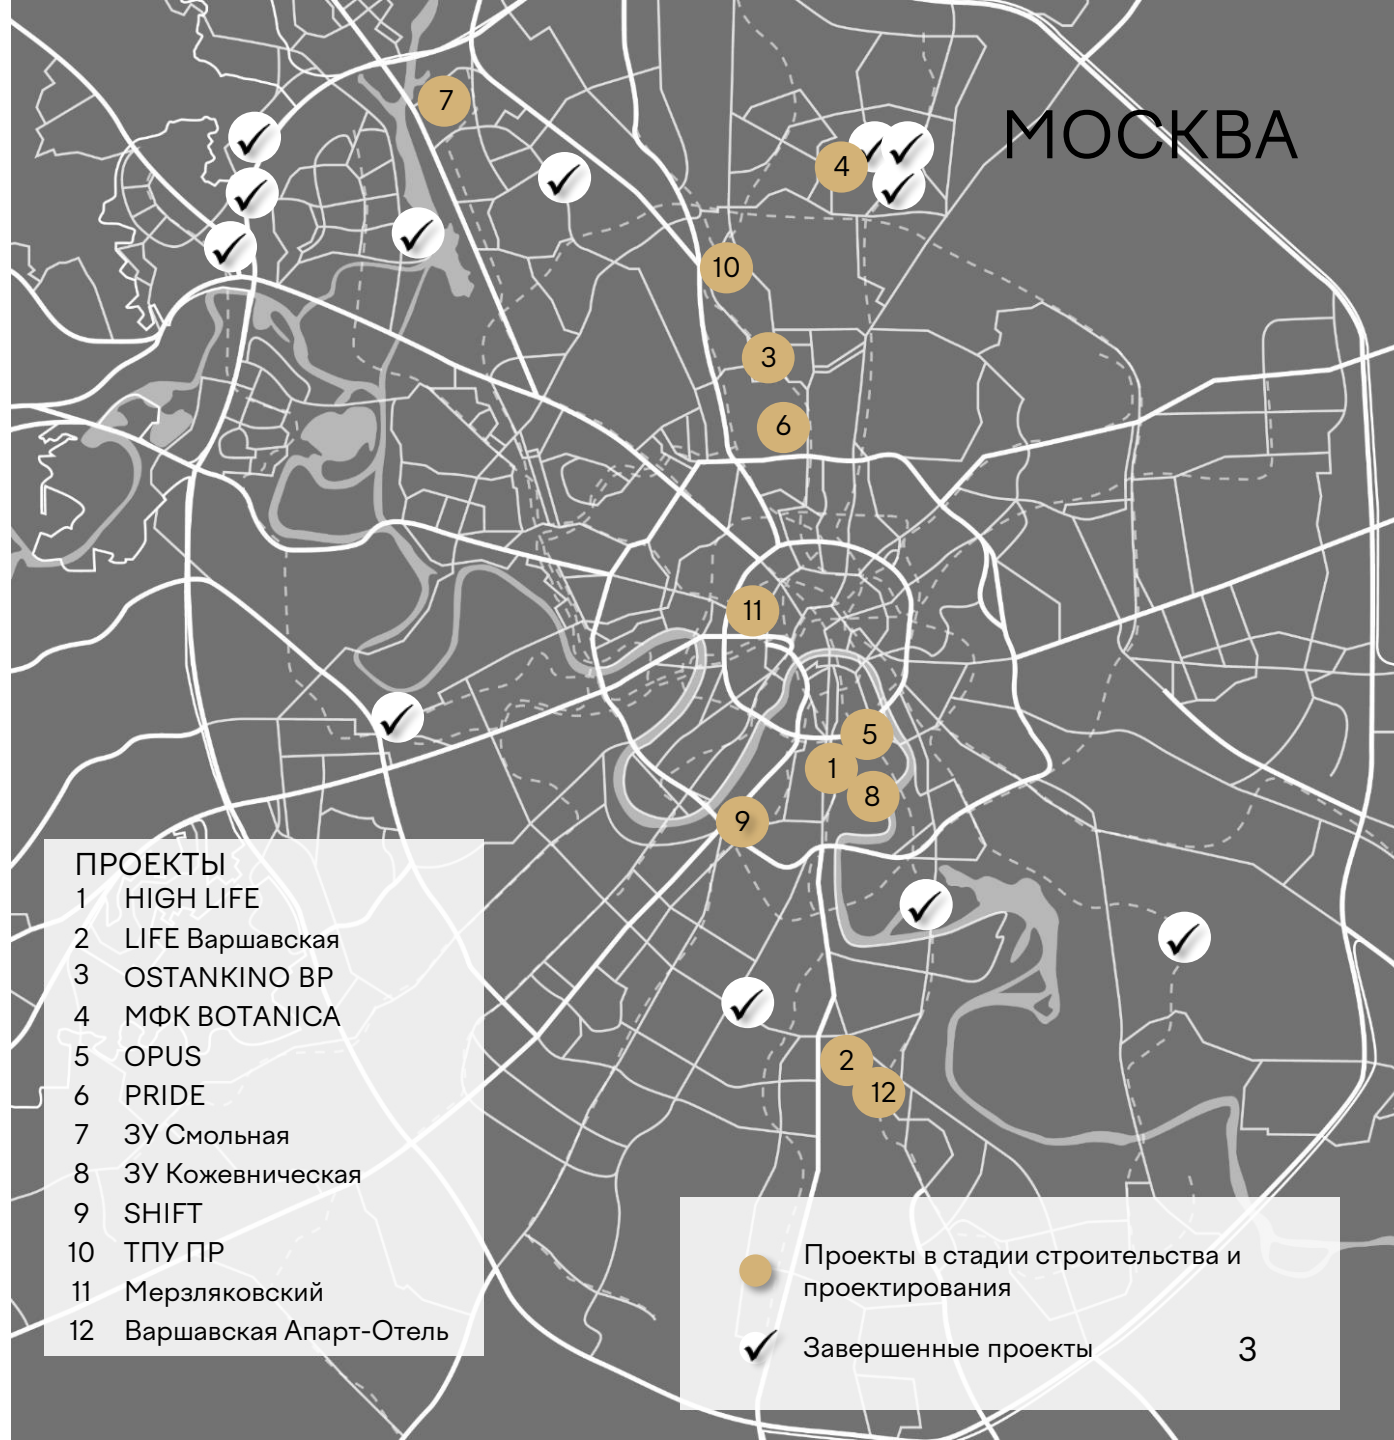 МОСКВА
7
4
10
3
6
11
5
1
8
9
2
12
ПРОЕКТЫ
1 HIGH LIFE
2 LIFE Варшавская
3 OSTANKINO BP
4 МФК BOTANICA
5 OPUS
6 PRIDE
7 ЗУ Смольная
8 ЗУ Кожевническая
9 SHIFT
10 ТПУ ПР
11 Мерзляковский
12 Варшавская Апарт-Отель
Проекты в стадии строительства и
проектирования
Завершенные проекты 3